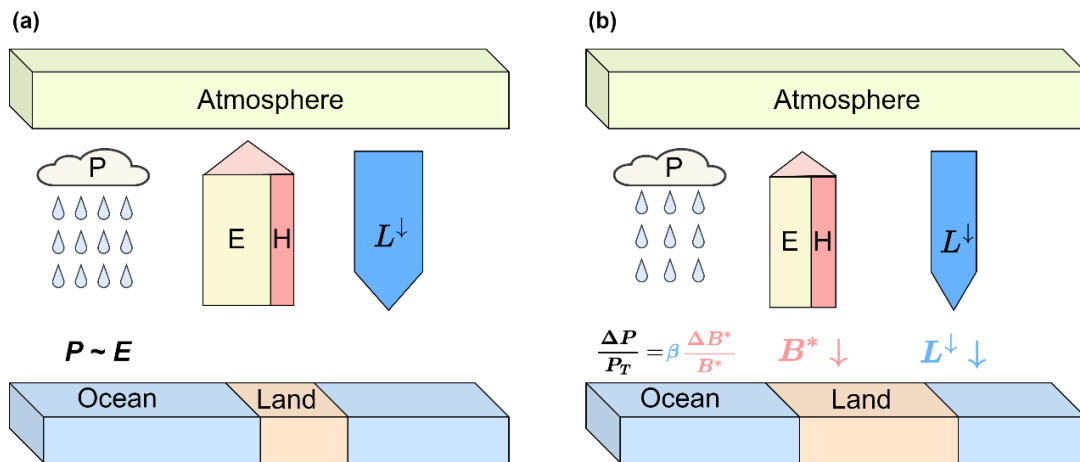 (a)
Atmosphere
P
E
H
L↓
P ~ E
Ocean
Land
(b)
Atmosphere
P
E
H
L↓
ΔP/P_T = β ΔB*/B*
B* ↓
L↓ ↓
Ocean
Land